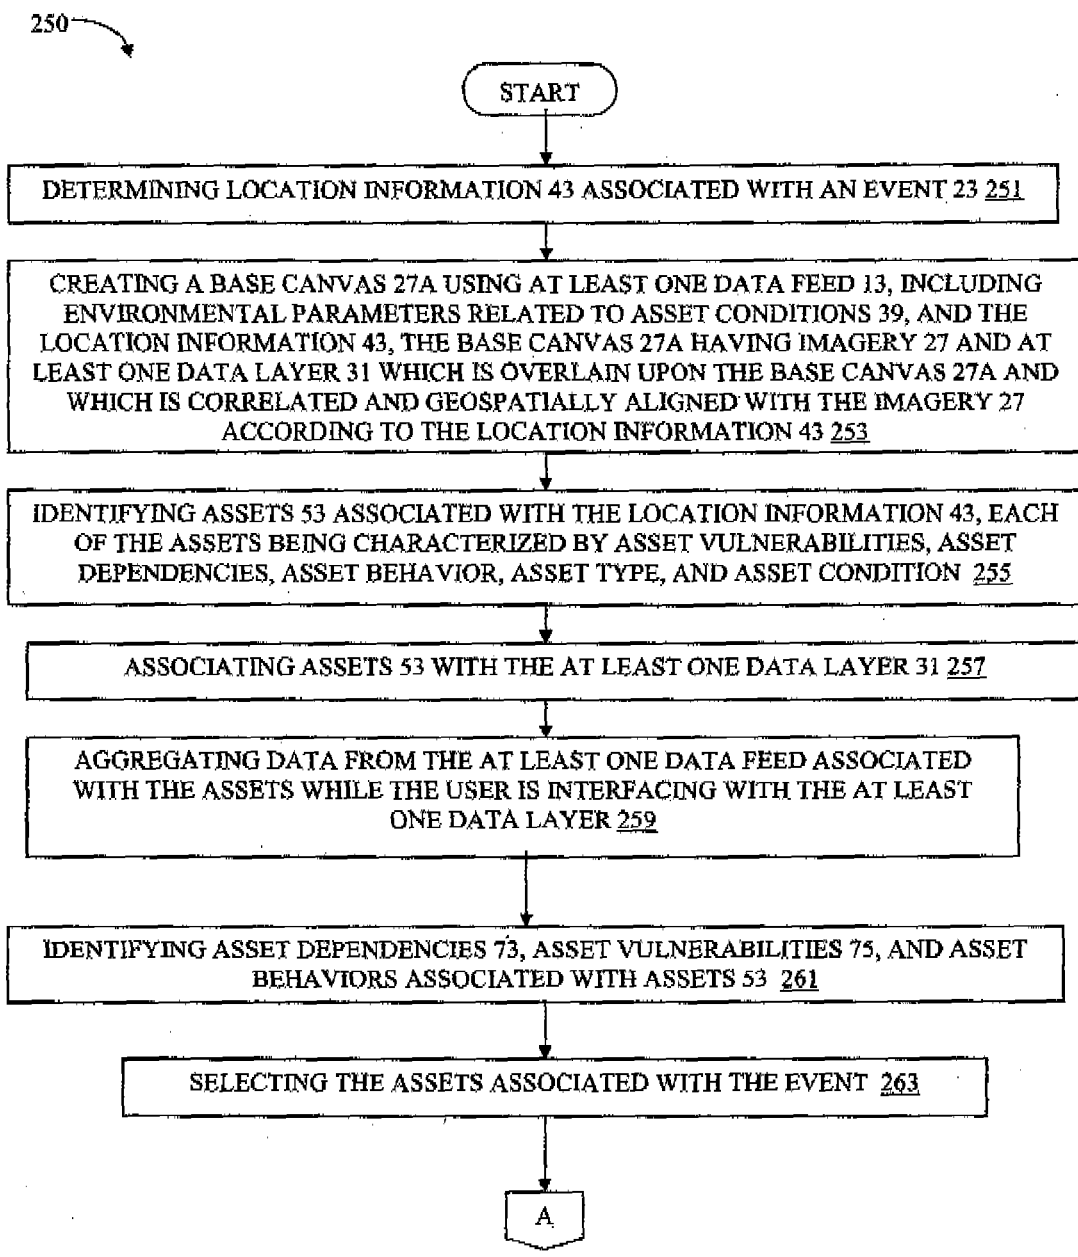 250
START
DETERMINING LOCATION INFORMATION 43 ASSOCIATED WITH AN EVENT 23 251
CREATING A BASE CANVAS 27A USING AT LEAST ONE DATA FEED 13, INCLUDING
ENVIRONMENTAL PARAMETERS RELATED TO ASSET CONDITIONS 39, AND THE
LOCATION INFORMATION 43, THE BASE CANVAS 27A HAVING IMAGERY 27 AND AT
LEAST ONE DATA LAYER 31 WHICH IS OVERLAIN UPON THE BASE CANVAS 27A AND
WHICH IS CORRELATED AND GEOSPATIALLY ALIGNED WITH THE IMAGERY 27
ACCORDING TO THE LOCATION INFORMATION 43 253
IDENTIFYING ASSETS 53 ASSOCIATED WITH THE LOCATION INFORMATION 43, EACH
OF THE ASSETS BEING CHARACTERIZED BY ASSET VULNERABILITIES, ASSET
DEPENDENCIES, ASSET BEHAVIOR, ASSET TYPE, AND ASSET CONDITION 255
ASSOCIATING ASSETS 53 WITH THE AT LEAST ONE DATA LAYER 31 257
AGGREGATING DATA FROM THE AT LEAST ONE DATA FEED ASSOCIATED
WITH THE ASSETS WHILE THE USER IS INTERFACING WITH THE AT LEAST
ONE DATA LAYER 259
IDENTIFYING ASSET DEPENDENCIES 73, ASSET VULNERABILITIES 75, AND ASSET
BEHAVIORS ASSOCIATED WITH ASSETS 53 261
SELECTING THE ASSETS ASSOCIATED WITH THE EVENT 263
A